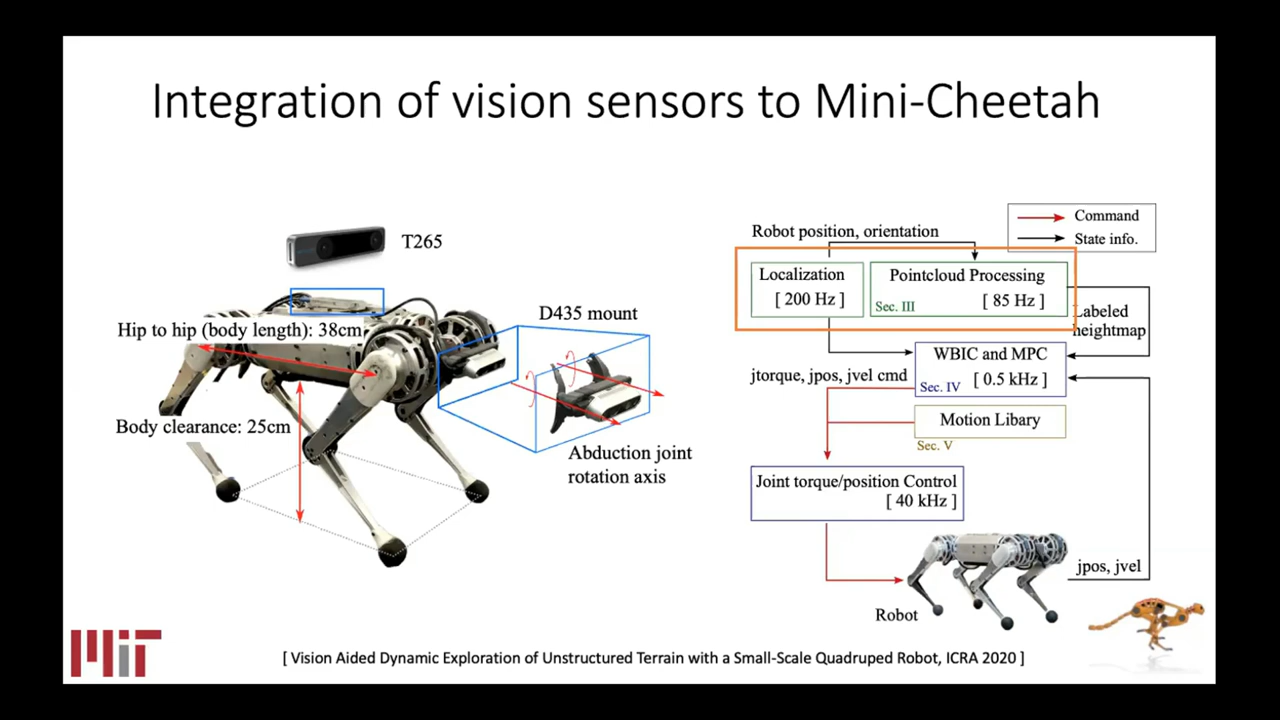 Integration of vision sensors to Mini-Cheetah
T265
Hip to hip (body length): 38cm
Body clearance: 25cm
D435 mount
Abduction joint
rotation axis
Command
State info.
Robot position, orientation
Localization
[ 200 Hz ]
Pointcloud Processing
Sec. III
[ 85 Hz ]
Labeled
heightmap
WBIC and MPC
Sec. IV
[ 0.5 kHz ]
jtorque, jpos, jvel cmd
Motion Libary
Sec. V
Joint torque/position Control
[ 40 kHz ]
jpos, jvel
Robot
MIT
[ Vision Aided Dynamic Exploration of Unstructured Terrain with a Small-Scale Quadruped Robot, ICRA 2020 ]